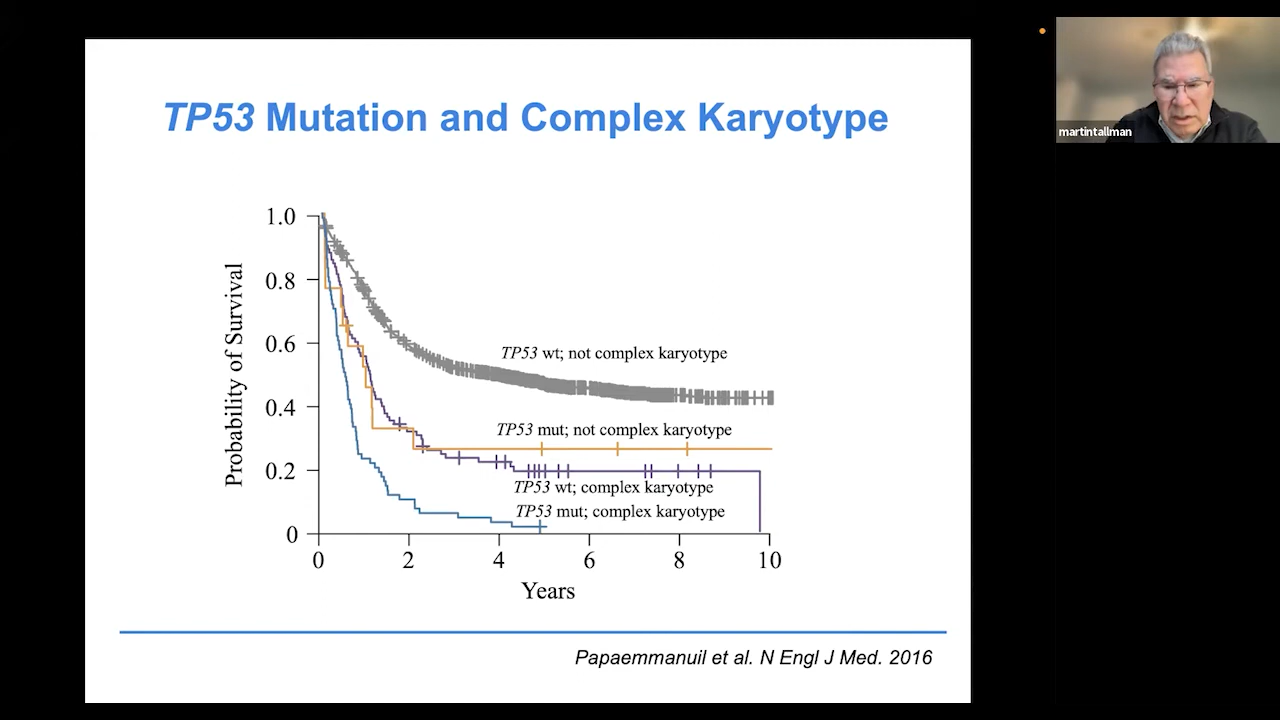 TP53 Mutation and Complex Karyotype
martintallman
Probability of Survival
1.0
0.8
0.6
0.4
0.2
0
TP53 wt; not complex karyotype
TP53 mut; not complex karyotype
TP53 wt; complex karyotype
TP53 mut; complex karyotype
0 2 4 6 8 10
Years
Papaemmanuil et al. N Engl J Med. 2016